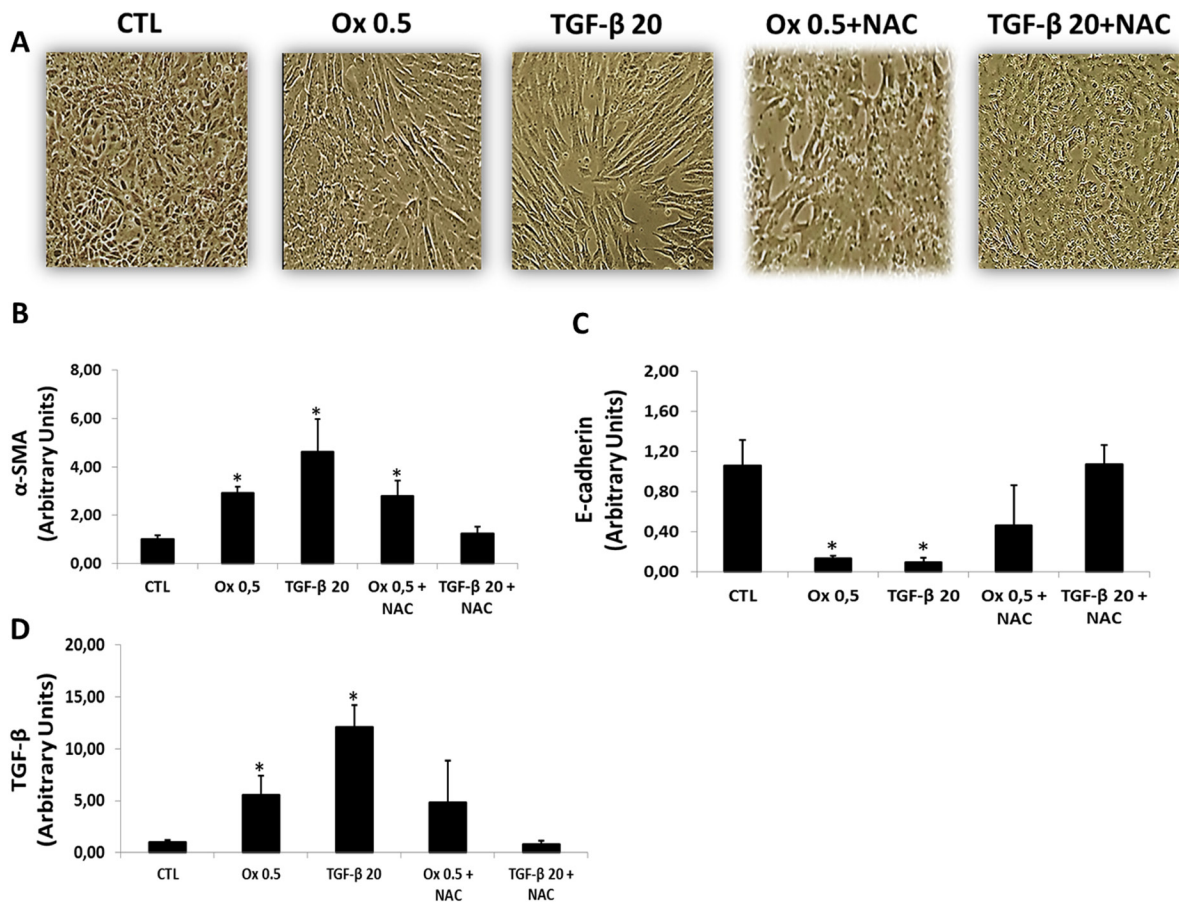 A
CTL
Ox 0.5
TGF-β 20
Ox 0.5+NAC
TGF-β 20+NAC
B
α-SMA
(Arbitrary Units)
8,00
6,00
4,00
2,00
0,00
*
*
*
CTL
Ox 0,5
TGF-β 20
Ox 0,5 +
NAC
TGF-β 20 +
NAC
C
E-cadherin
(Arbitrary Units)
2,00
1,60
1,20
0,80
0,40
0,00
*
*
CTL
Ox 0,5
TGF-β 20
Ox 0,5 +
NAC
TGF-β 20 +
NAC
D
TGF-β
(Arbitrary Units)
20,00
15,00
10,00
5,00
0,00
*
*
CTL
Ox 0.5
TGF-β 20
Ox 0.5 +
NAC
TGF-β 20 +
NAC